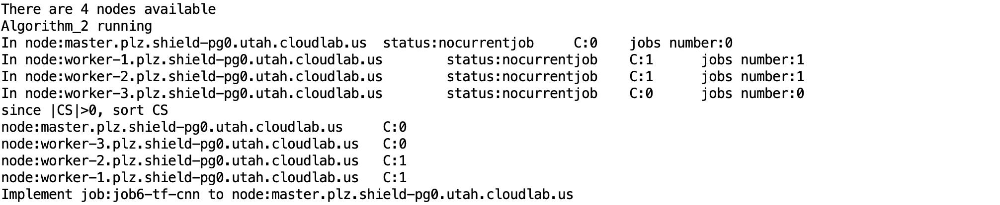 There are 4 nodes available
Algorithm_2 running
In node:master.plz.shield-pg0.utah.cloudlab.us  status:nocurrentjob     C:0    jobs number:0
In node:worker-1.plz.shield-pg0.utah.cloudlab.us        status:nocurrentjob    C:1      jobs number:1
In node:worker-2.plz.shield-pg0.utah.cloudlab.us        status:nocurrentjob    C:1      jobs number:1
In node:worker-3.plz.shield-pg0.utah.cloudlab.us        status:nocurrentjob    C:0      jobs number:0
since |CS|>0, sort CS
node:master.plz.shield-pg0.utah.cloudlab.us     C:0
node:worker-3.plz.shield-pg0.utah.cloudlab.us   C:0
node:worker-2.plz.shield-pg0.utah.cloudlab.us   C:1
node:worker-1.plz.shield-pg0.utah.cloudlab.us   C:1
Implement job:job6-tf-cnn to node:master.plz.shield-pg0.utah.cloudlab.us